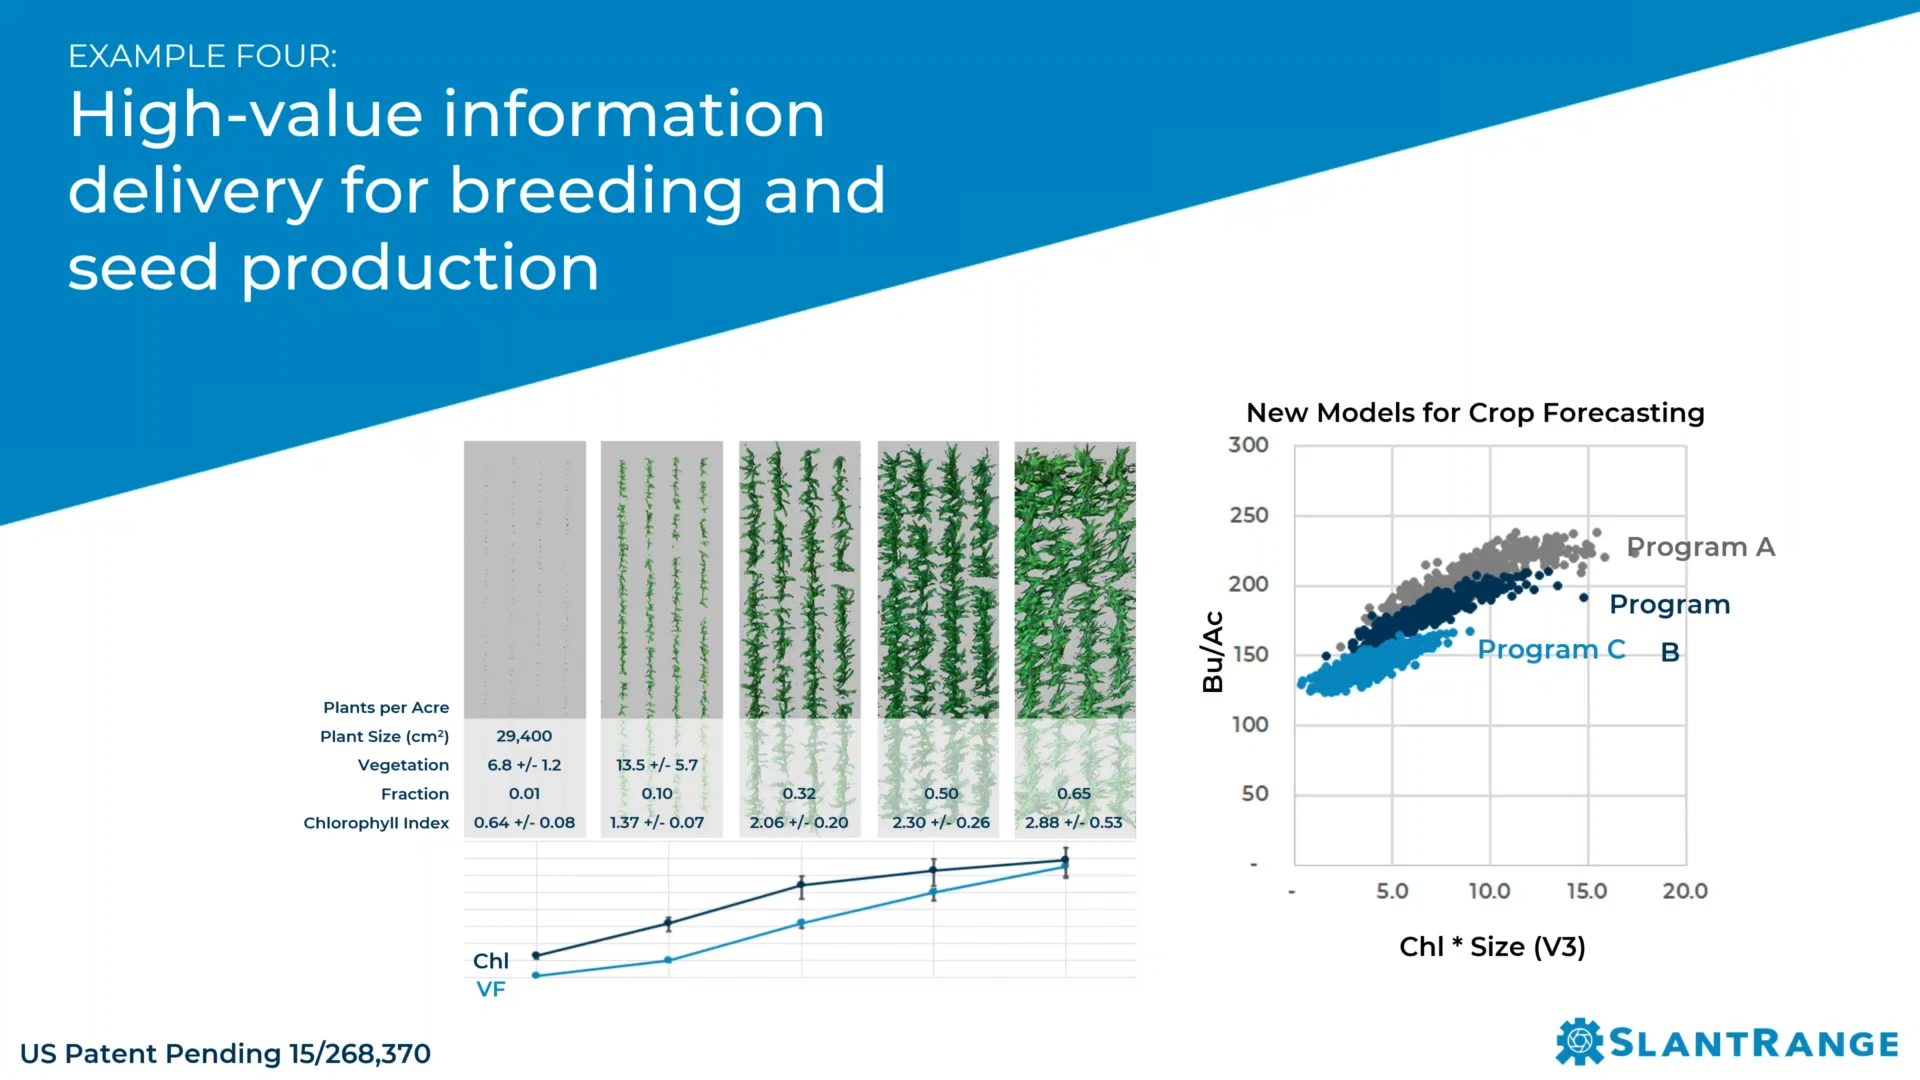 EXAMPLE FOUR:
High-value information
delivery for breeding and
seed production
Plants per Acre
Plant Size (cm²) 29,400
Vegetation 6.8 +/- 1.2 13.5 +/- 5.7
Fraction 0.01 0.10 0.32 0.50 0.65
Chlorophyll Index 0.64 +/- 0.08 1.37 +/- 0.07 2.06 +/- 0.20 2.30 +/- 0.26 2.88 +/- 0.53
Chl
VF
New Models for Crop Forecasting
300
250
200
150
100
50
-
Bu/Ac
Program A
Program
B
Program C
- 5.0 10.0 15.0 20.0
Chl * Size (V3)
US Patent Pending 15/268,370
SLANTRANGE